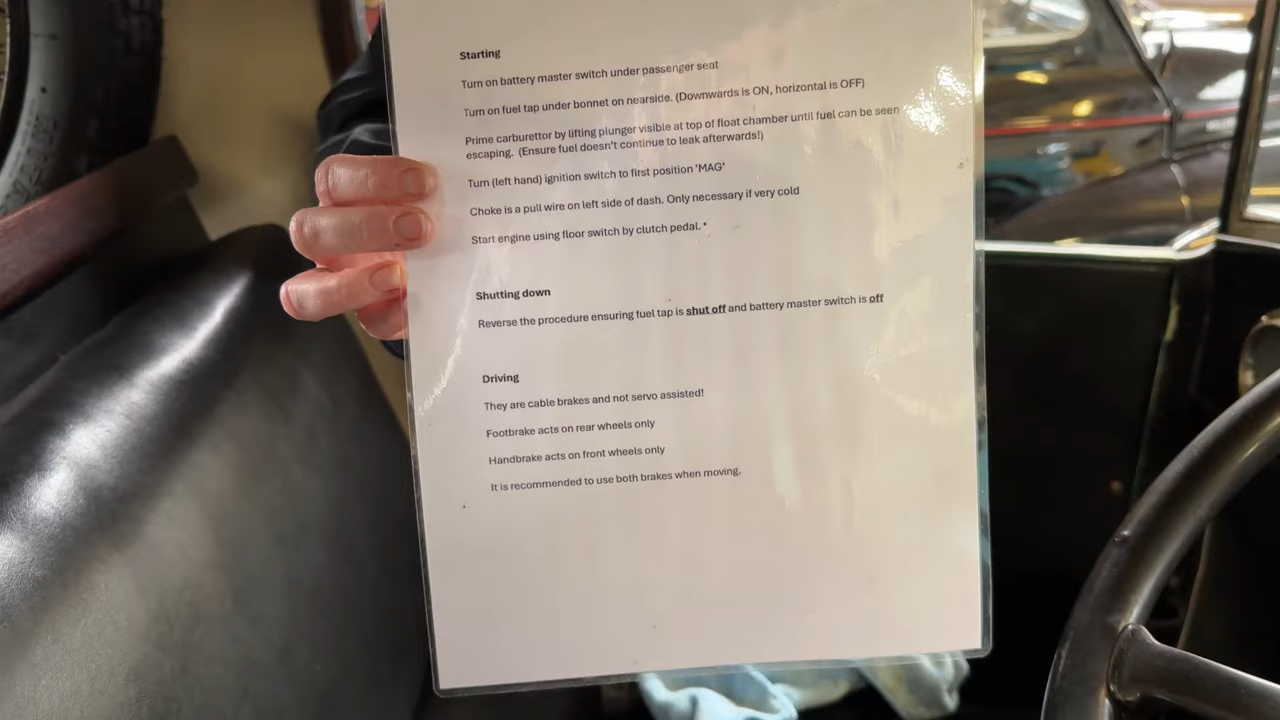 Starting
Turn on battery master switch under passenger seat
Turn on fuel tap under bonnet on nearside. (Downwards is ON, horizontal is OFF)
Prime carburettor by lifting plunger visible at top of float chamber until fuel can be seen
escaping. (Ensure fuel doesn't continue to leak afterwards!)
Turn (left hand) ignition switch to first position 'MAG'
Choke is a pull wire on left side of dash. Only necessary if very cold
Start engine using floor switch by clutch pedal.*
Shutting down
Reverse the procedure ensuring fuel tap is shut off and battery master switch is off
Driving
They are cable brakes and not servo assisted!
Footbrake acts on rear wheels only
Handbrake acts on front wheels only
It is recommended to use both brakes when moving.